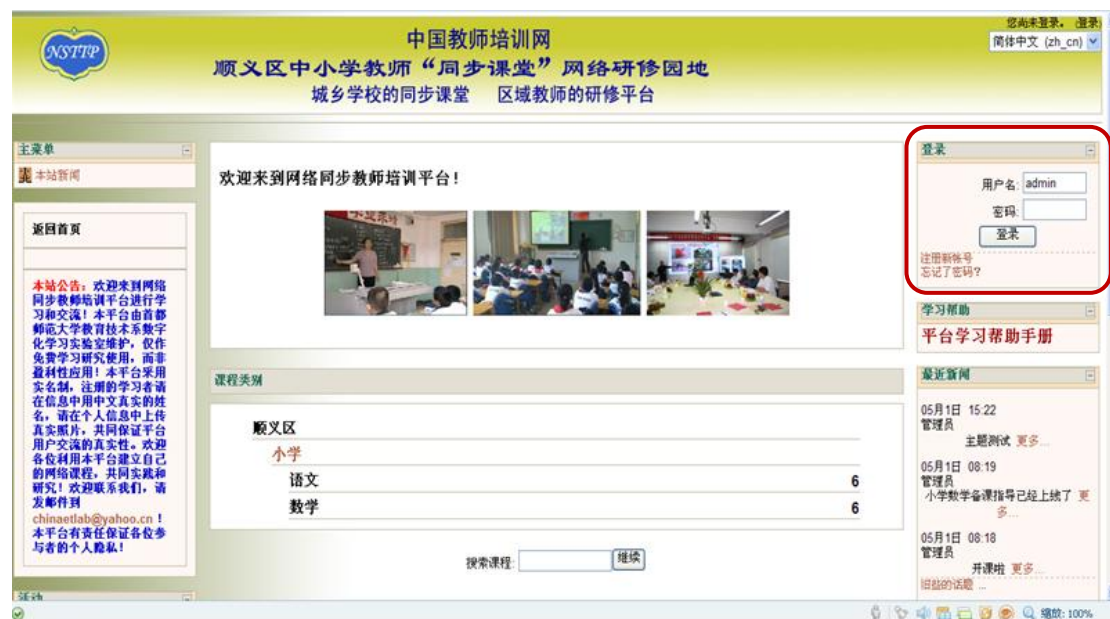 您尚未登录。 (登录)
简体中文 (zh_cn)
NSTTP
中国教师培训网
顺义区中小学教师“同步课堂”网络研修园地
城乡学校的同步课堂 区域教师的研修平台
主菜单
本站新闻
返回首页
本站公告：欢迎来到网络
同步教师培训平台进行学
习和交流！本平台由首都
师范大学教育技术系数字
化学习实验室维护，仅作
免费学习研究使用，而非
盈利性应用！本平台采用
实名制，注册的学习者请
在信息中用中文真实的姓
名，请在个人信息中上传
真实照片，共同保证平台
用户交流的真实性。欢迎
各位利用本平台建立自己
的网络课程，共同实践和
研究！欢迎联系我们，请
发邮件到
chinaetlab@yahoo.cn！
本平台有责任保证各位参
与者的个人隐私！
活动
欢迎来到网络同步教师培训平台！
课程类别
顺义区
小学
语文 6
数学 6
搜索课程: 继续
登录
用户名: admin
密码:
登录
注册新帐号
忘记了密码?
学习帮助
平台学习帮助手册
最近新闻
05月1日 15:22
管理员
主题测试 更多...
05月1日 08:19
管理员
小学数学备课指导已经上线了 更
多...
05月1日 08:18
管理员
开课啦 更多...
旧些的话题 ...
缩放: 100%